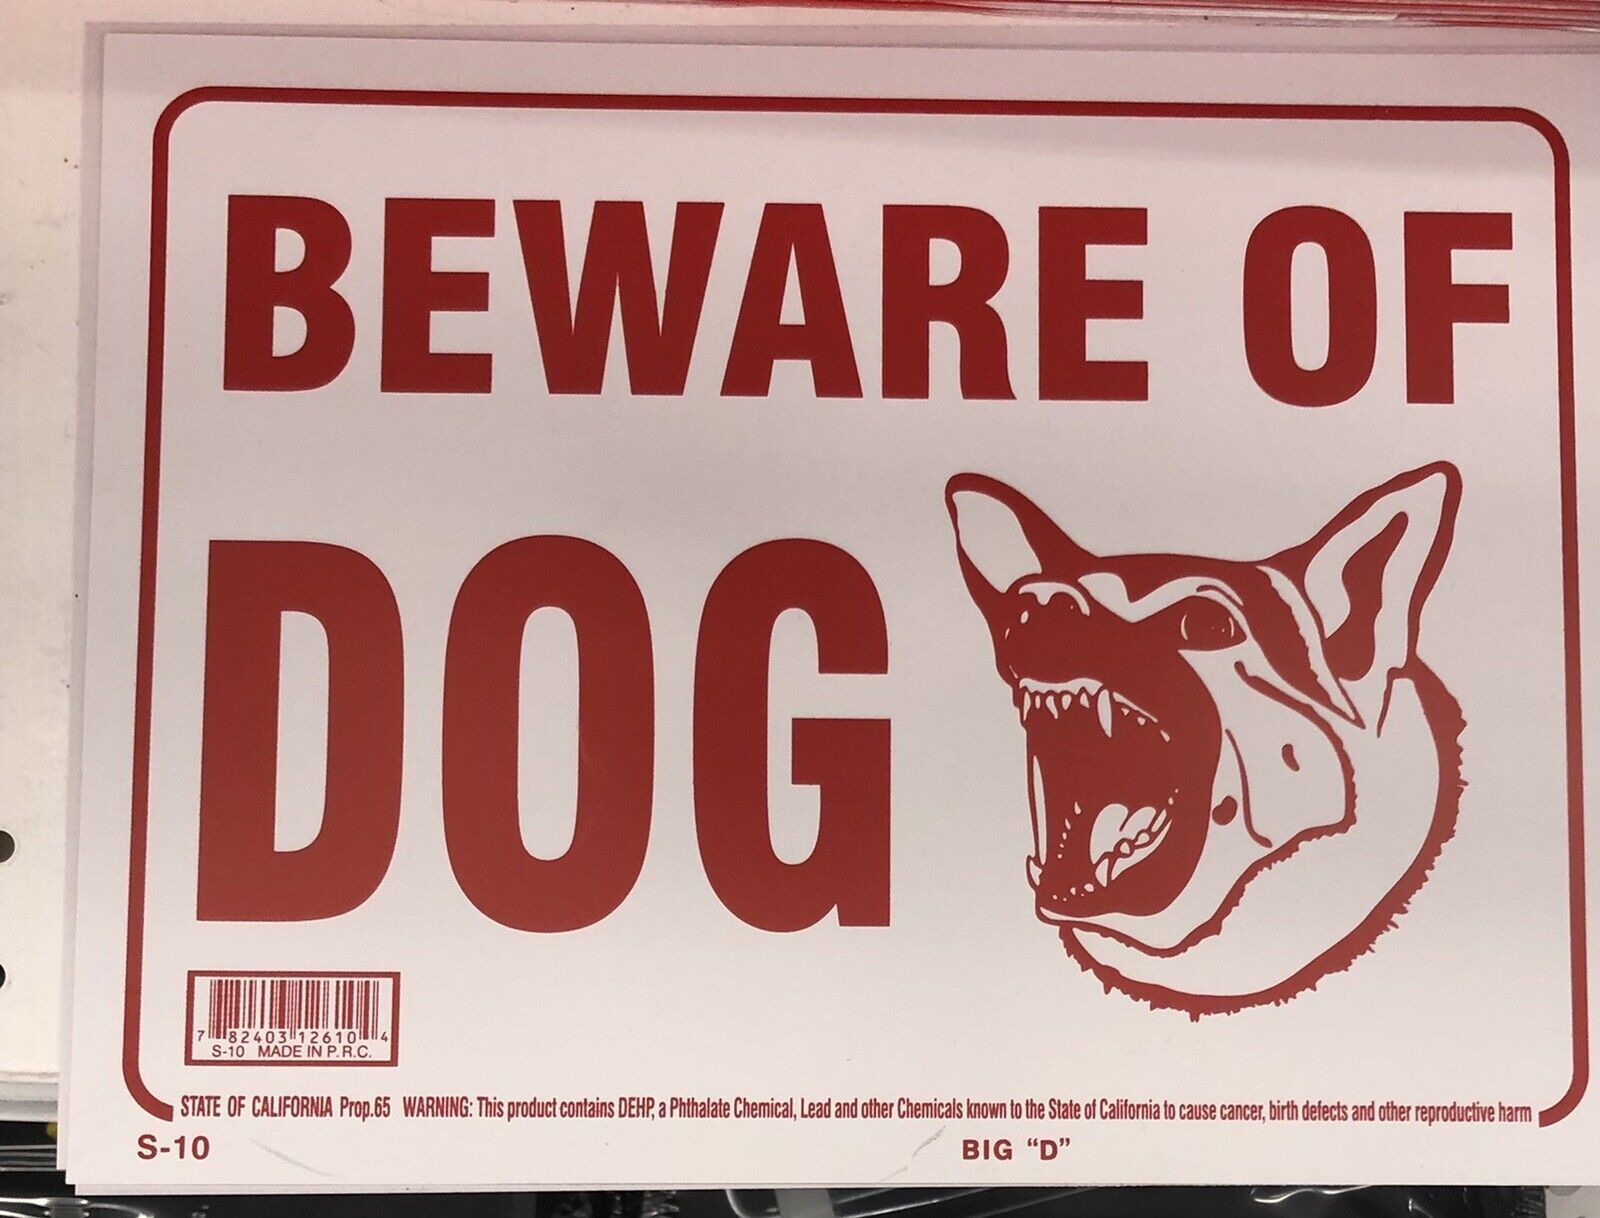 BEWARE OF
DOG
7 82403 12610 4
S-10 MADE IN P.R.C.
STATE OF CALIFORNIA Prop.65 WARNING: This product contains DEHP, a Phthalate Chemical, Lead and other Chemicals known to the State of California to cause cancer, birth defects and other reproductive harm
S-10 BIG “D”